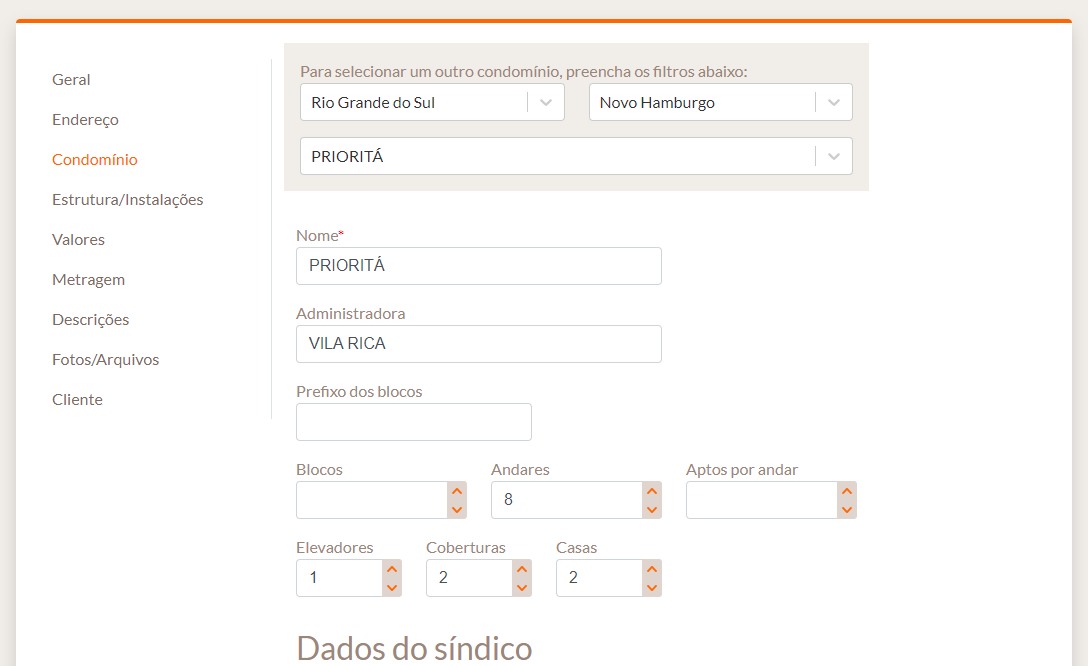 Geral
Endereço
Condomínio
Estrutura/Instalações
Valores
Metragem
Descrições
Fotos/Arquivos
Cliente
Para selecionar um outro condomínio, preencha os filtros abaixo:
Rio Grande do Sul Novo Hamburgo
PRIORITÁ
Nome*
PRIORITÁ
Administradora
VILA RICA
Prefixo dos blocos
Blocos Andares Aptos por andar
8
Elevadores Coberturas Casas
1 2 2
Dados do síndico